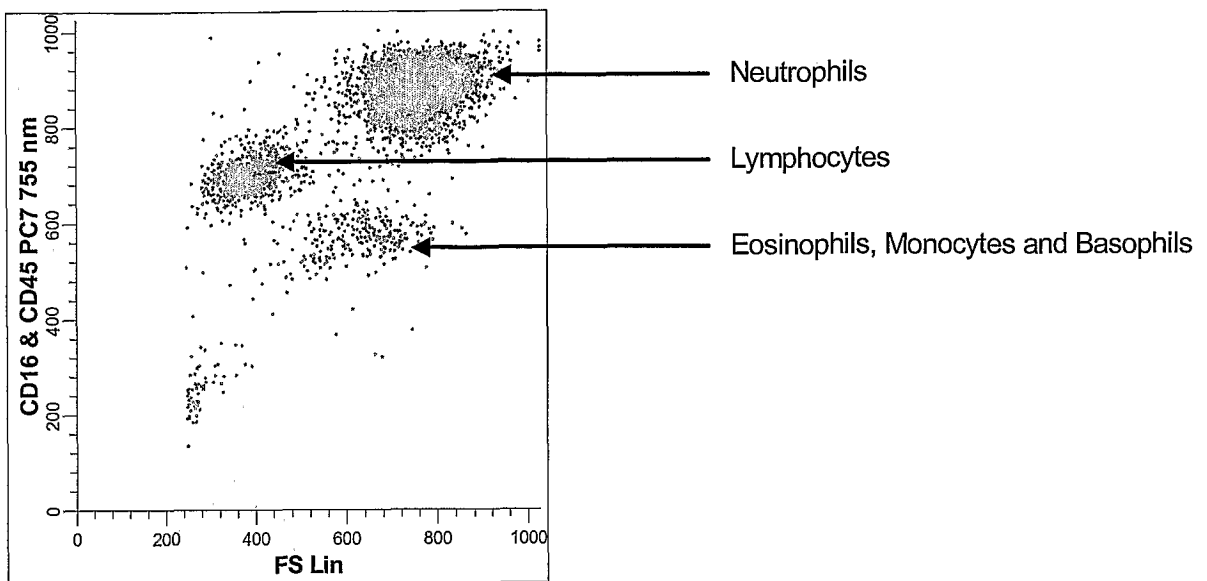 1000
800
600
400
200
0
CD16 & CD45 PC7 755 nm
0 200 400 600 800 1000
FS Lin
Neutrophils
Lymphocytes
Eosinophils, Monocytes and Basophils